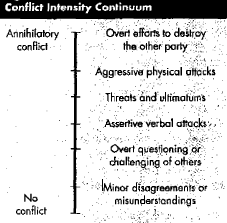 Conflict Intensity Continuum
Annihilatory
conflict
Overt efforts to destroy
the other party
Aggressive physical attacks
Threats and ultimatums
Assertive verbal attacks
Overt questioning or
challenging of others
Minor disagreements or
misunderstandings
No
conflict